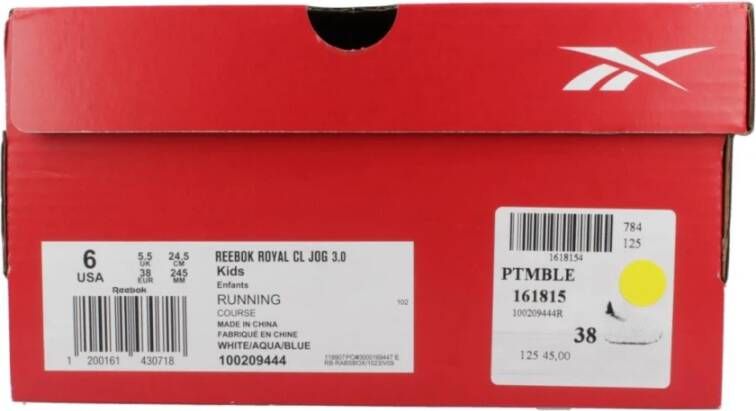 6
USA
5.5
UK
24.5
CM
38
EUR
245
MM
Reebok
1 200161 430718
REEBOK ROYAL CL JOG 3.0
Kids
Enfants
RUNNING
102
COURSE
MADE IN CHINA
FABRIQUÉ EN CHINE
WHITE/AQUA/BLUE
100209444
784
125
1618154
PTMBLE
161815
100209444R
38
125 45,00